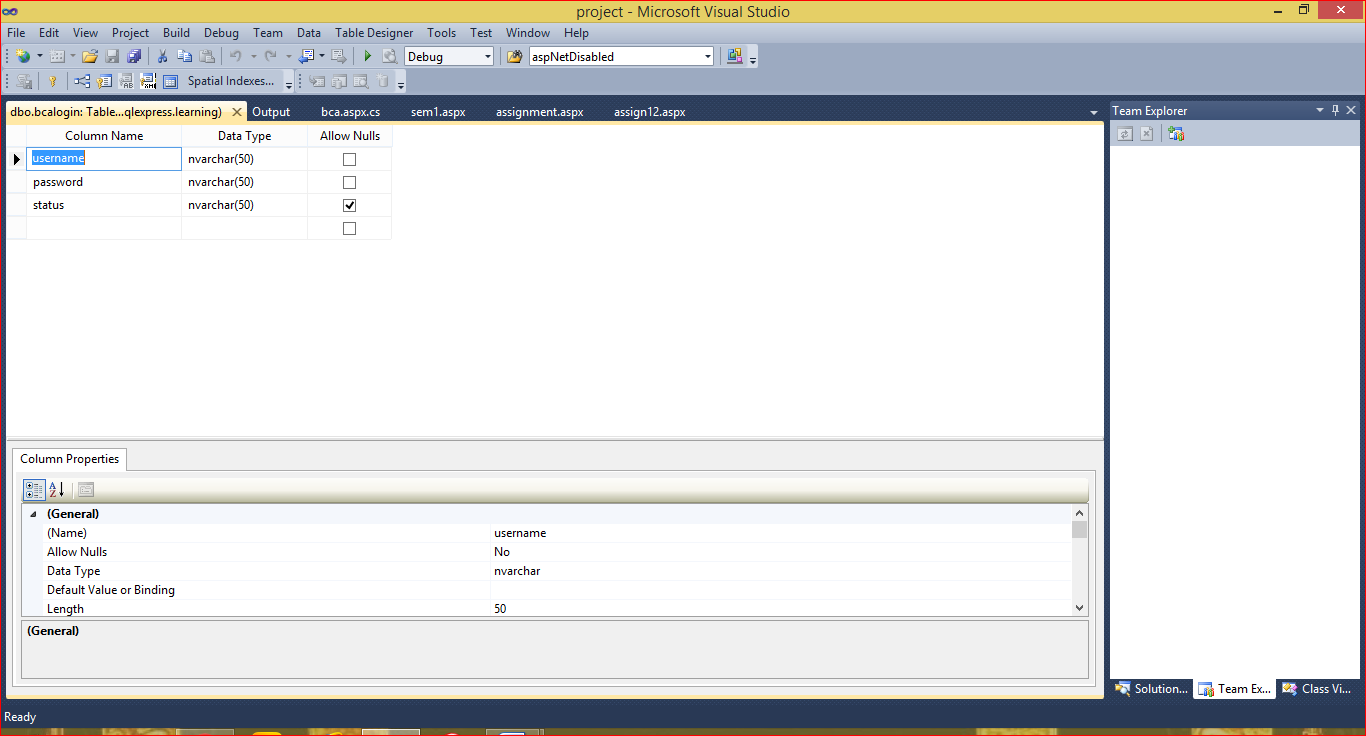 project - Microsoft Visual Studio
File Edit View Project Build Debug Team Data Table Designer Tools Test Window Help
Debug aspNetDisabled
Spatial Indexes...
dbo.bcalogin: Table...qlexpress.learning) Output bca.aspx.cs sem1.aspx assignment.aspx assign12.aspx
Column Name Data Type Allow Nulls
username nvarchar(50)
password nvarchar(50)
status nvarchar(50)
Column Properties
(General)
(Name) username
Allow Nulls No
Data Type nvarchar
Default Value or Binding
Length 50
(General)
Team Explorer
Solution... Team Ex... Class Vi...
Ready